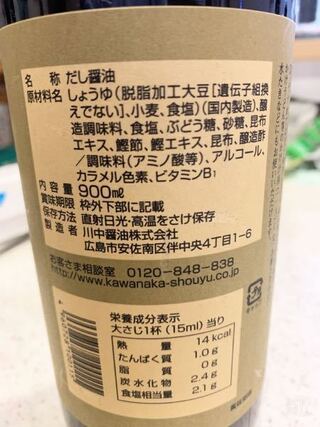 名称 だし醤油
原材料名 しょうゆ(脱脂加工大豆[遺伝子組換
えでない]、小麦、食塩)(国内製造)、醸
造調味料、食塩、ぶどう糖、砂糖、昆布
エキス、鰹節、鰹エキス、昆布、醸造酢
/調味料(アミノ酸等)、アルコール、
カラメル色素、ビタミンB₁
内容量 900mℓ
賞味期限 枠外下部に記載
保存方法 直射日光・高温をさけ保存
製造者 川中醤油株式会社
広島市安佐南区伴中央4丁目1-6
お客さま相談室 0120-848-838
http://www.kawanaka-shouyu.co.jp
栄養成分表示
大さじ1杯(15ml)当り
熱量 14kcal
たんぱく質 1.0g
脂質 0g
炭水化物 2.4g
食塩相当量 2.1g
賞味期限